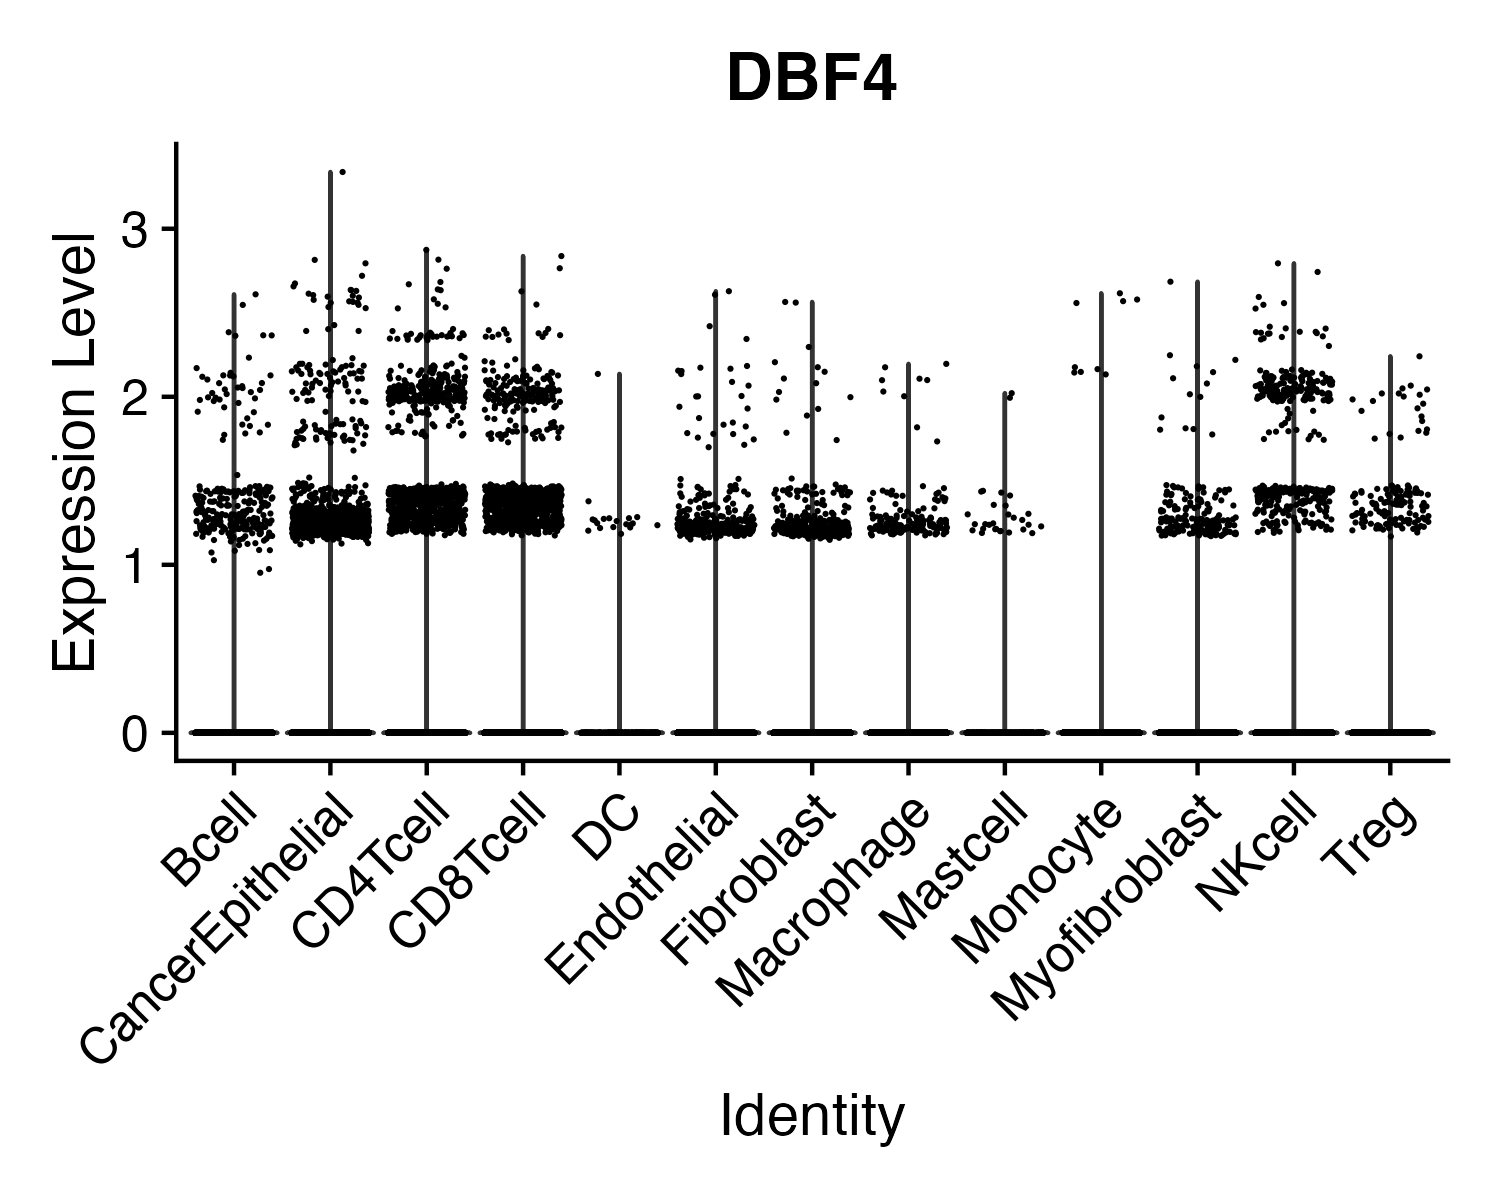 DBF4
Expression Level
3
2
1
0
Bcell
CancerEpithelial
CD4Tcell
CD8Tcell
DC
Endothelial
Fibroblast
Macrophage
Mastcell
Monocyte
Myofibroblast
NKcell
Treg
Identity